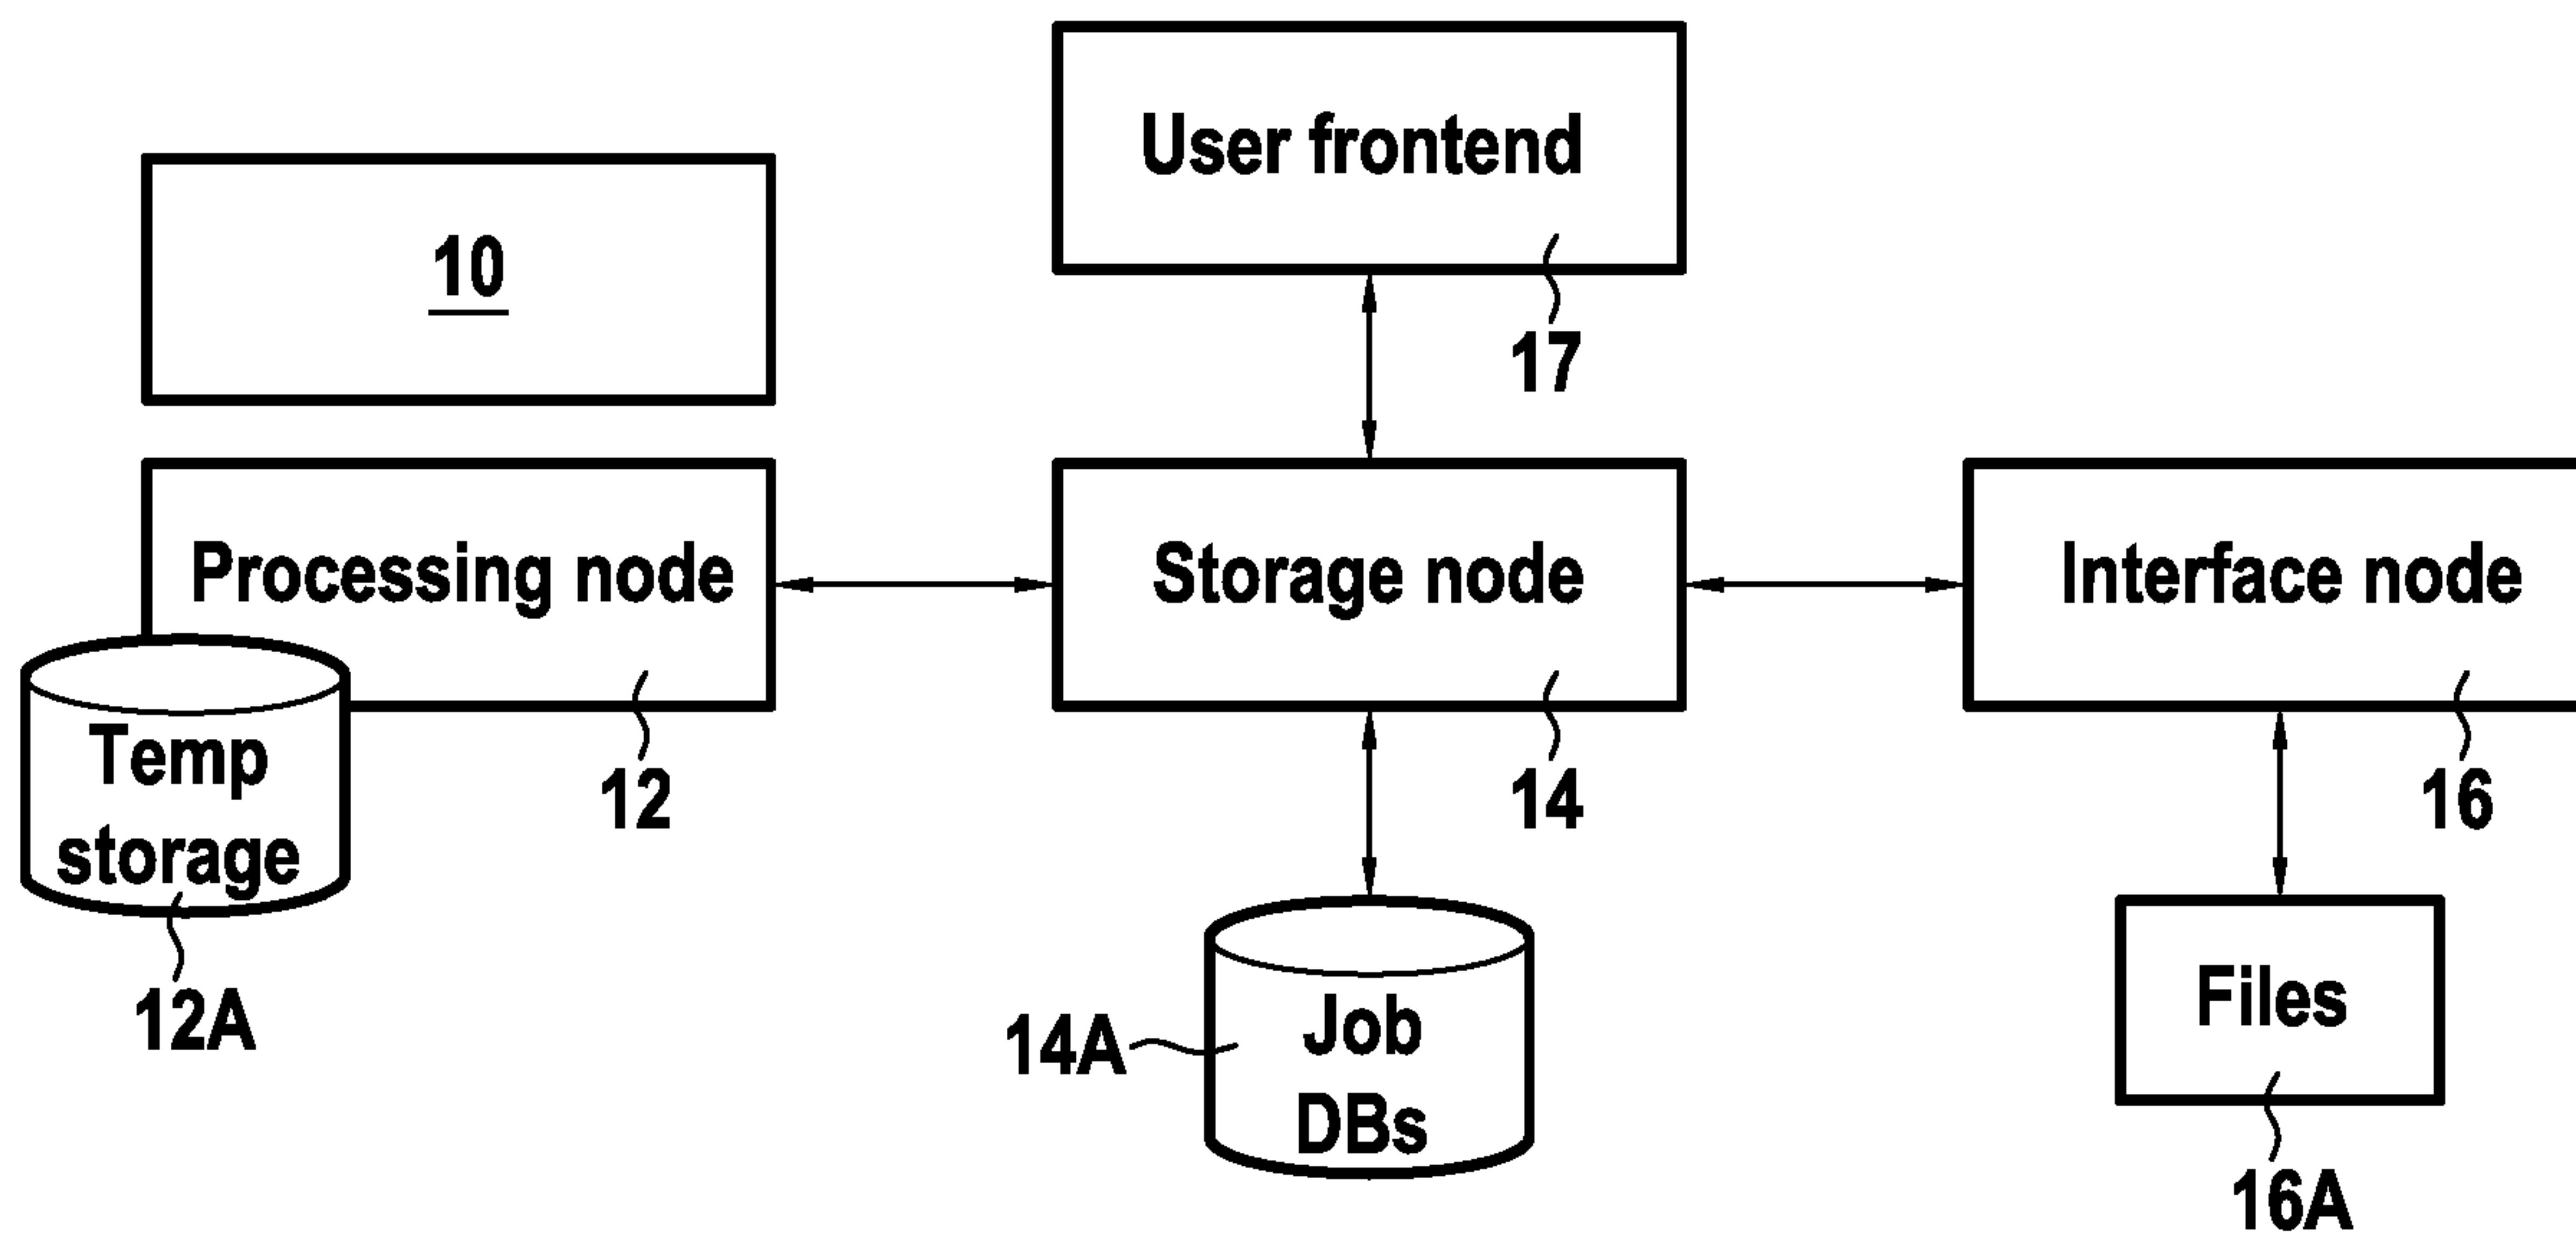 User frontend
10
17
Processing node
Storage node
Interface node
Temp
storage
12
14
16
12A
14A
Job
DBs
Files
16A